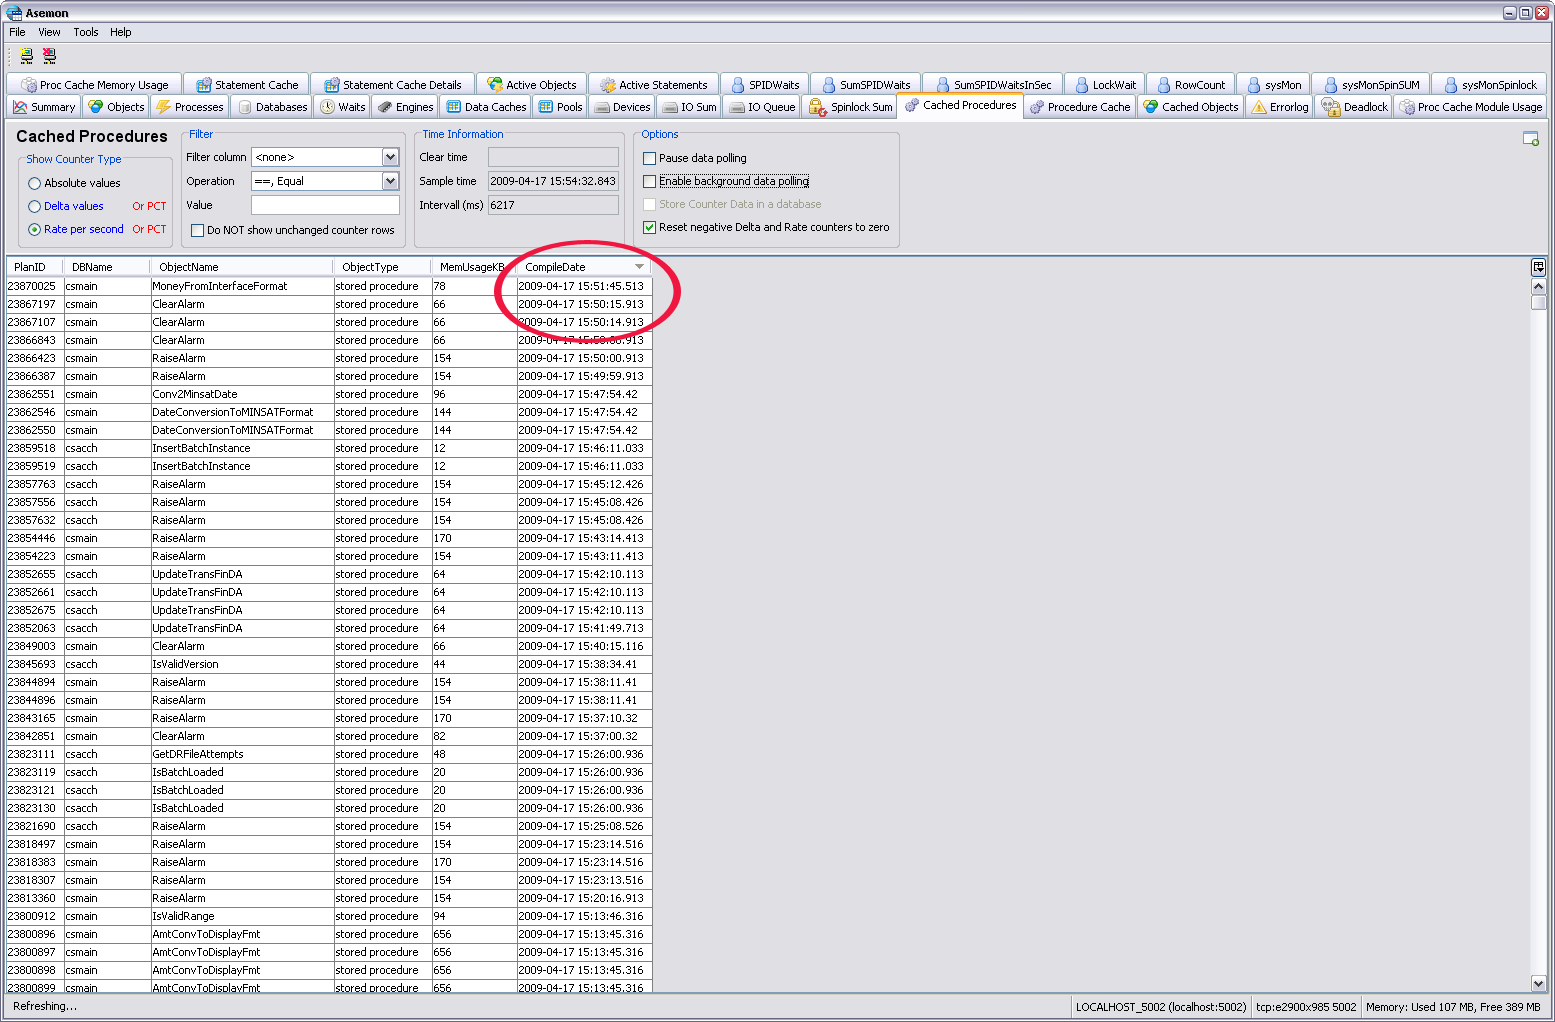 Asemon
File View Tools Help
Proc Cache Memory Usage Statement Cache Statement Cache Details Active Objects Active Statements SPIDWaits SumSPIDWaits SumSPIDWaitsInSec LockWait RowCount sysMon sysMonSpinSUM sysMonSpinlock
Summary Objects Processes Databases Waits Engines Data Caches Pools Devices IO Sum IO Queue Spinlock Sum Cached Procedures Procedure Cache Cached Objects Errorlog Deadlock Proc Cache Module Usage
Cached Procedures
Show Counter Type
Absolute values
Delta values Or PCT
Rate per second Or PCT
Filter
Filter column <none>
Operation ==, Equal
Value
Do NOT show unchanged counter rows
Time Information
Clear time
Sample time 2009-04-17 15:54:32.843
Intervall (ms) 6217
Options
Pause data polling
Enable background data polling
Store Counter Data in a database
Reset negative Delta and Rate counters to zero
PlanID DBName ObjectName ObjectType MemUsageKB CompileDate
23870025 csmain MoneyFromInterfaceFormat stored procedure 78 2009-04-17 15:51:45.513
23867197 csmain ClearAlarm stored procedure 66 2009-04-17 15:50:15.913
23867107 csmain ClearAlarm stored procedure 66 2009-04-17 15:50:14.913
23866843 csmain ClearAlarm stored procedure 66 2009-04-17
23866423 csmain RaiseAlarm stored procedure 154 2009-04-17 15:50:00.913
23866387 csmain RaiseAlarm stored procedure 154 2009-04-17 15:49:59.913
23862551 csmain Conv2MinsatDate stored procedure 96 2009-04-17 15:47:54.42
23862546 csmain DateConversionToMINSATFormat stored procedure 144 2009-04-17 15:47:54.42
23862550 csmain DateConversionToMINSATFormat stored procedure 144 2009-04-17 15:47:54.42
23859518 csacch InsertBatchInstance stored procedure 12 2009-04-17 15:46:11.033
23859519 csacch InsertBatchInstance stored procedure 12 2009-04-17 15:46:11.033
23857763 csacch RaiseAlarm stored procedure 154 2009-04-17 15:45:12.426
23857556 csacch RaiseAlarm stored procedure 154 2009-04-17 15:45:08.426
23857632 csacch RaiseAlarm stored procedure 154 2009-04-17 15:45:08.426
23854446 csmain RaiseAlarm stored procedure 170 2009-04-17 15:43:14.413
23854223 csmain RaiseAlarm stored procedure 154 2009-04-17 15:43:11.413
23852655 csacch UpdateTransFinDA stored procedure 64 2009-04-17 15:42:10.113
23852661 csacch UpdateTransFinDA stored procedure 64 2009-04-17 15:42:10.113
23852675 csacch UpdateTransFinDA stored procedure 64 2009-04-17 15:42:10.113
23852063 csacch UpdateTransFinDA stored procedure 64 2009-04-17 15:41:49.713
23849003 csmain ClearAlarm stored procedure 66 2009-04-17 15:40:15.116
23845693 csacch IsValidVersion stored procedure 44 2009-04-17 15:38:34.41
23844894 csmain RaiseAlarm stored procedure 154 2009-04-17 15:38:11.41
23844896 csmain RaiseAlarm stored procedure 154 2009-04-17 15:38:11.41
23843165 csmain RaiseAlarm stored procedure 170 2009-04-17 15:37:10.32
23842851 csmain ClearAlarm stored procedure 82 2009-04-17 15:37:00.32
23823111 csacch GetDRFileAttempts stored procedure 48 2009-04-17 15:26:00.936
23823119 csacch IsBatchLoaded stored procedure 20 2009-04-17 15:26:00.936
23823121 csacch IsBatchLoaded stored procedure 20 2009-04-17 15:26:00.936
23823130 csacch IsBatchLoaded stored procedure 20 2009-04-17 15:26:00.936
23821690 csacch RaiseAlarm stored procedure 154 2009-04-17 15:25:08.526
23818497 csmain RaiseAlarm stored procedure 154 2009-04-17 15:23:14.516
23818383 csmain RaiseAlarm stored procedure 170 2009-04-17 15:23:14.516
23818307 csmain RaiseAlarm stored procedure 154 2009-04-17 15:23:13.516
23813360 csmain RaiseAlarm stored procedure 154 2009-04-17 15:20:16.913
23800912 csmain IsValidRange stored procedure 94 2009-04-17 15:13:46.316
23800896 csmain AmtConvToDisplayFmt stored procedure 656 2009-04-17 15:13:45.316
23800897 csmain AmtConvToDisplayFmt stored procedure 656 2009-04-17 15:13:45.316
23800898 csmain AmtConvToDisplayFmt stored procedure 656 2009-04-17 15:13:45.316
23800899 csmain AmtConvToDisplayFmt stored procedure 656 2009-04-17 15:13:45.316
Refreshing... LOCALHOST_5002 (localhost:5002) tcp:e2900x985 5002 Memory: Used 107 MB, Free 389 MB